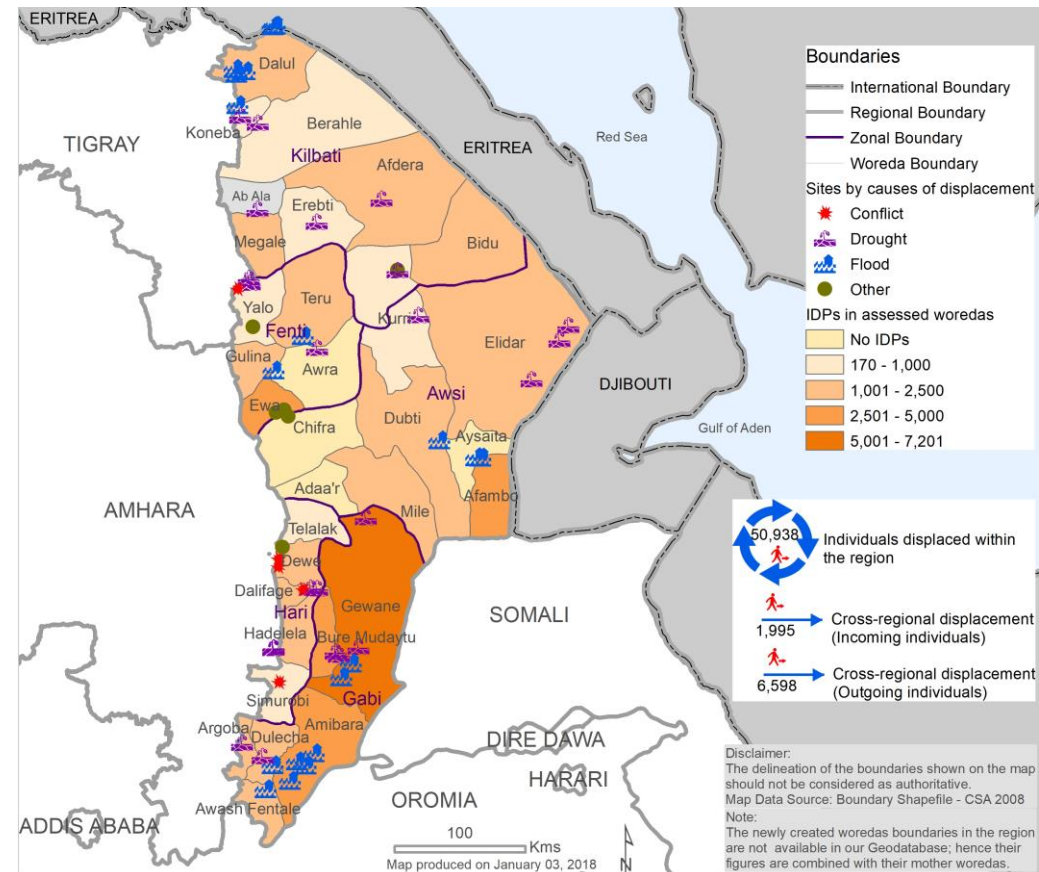 ERITREA
Dalul
Koneba
Berahle
TIGRAY
Kilbati
ERITREA
Red Sea
Afdera
Ab Ala
Erebti
Megale
Bidu
Yalo
Teru
Fenti
Elidar
Gulina
Awra
DJIBOUTI
Awsi
Ewa
Dubti
Chifra
Aysaita
Gulf of Aden
Adaa'r
Afambo
AMHARA
Mile
Telalak
Dewe
Dalifage
Gewane
SOMALI
Hari
Hadelela
Bure Mudaytu
Simurobi
Gabi
Argoba
Amibara
Dulecha
DIRE DAWA
HARARI
Awash Fentale
OROMIA
ADDIS ABABA
100
Kms
Map produced on January 03, 2018
N
Boundaries
International Boundary
Regional Boundary
Zonal Boundary
Woreda Boundary
Sites by causes of displacement
Conflict
Drought
Flood
Other
IDPs in assessed woredas
No IDPs
170 - 1,000
1,001 - 2,500
2,501 - 5,000
5,001 - 7,201
50,938
Individuals displaced within
the region
1,995
Cross-regional displacement
(Incoming individuals)
6,598
Cross-regional displacement
(Outgoing individuals)
Disclaimer:
The delineation of the boundaries shown on the map
should not be considered as authoritative.
Map Data Source: Boundary Shapefile - CSA 2008
Note:
The newly created woredas boundaries in the region
are not available in our Geodatabase; hence their
figures are combined with their mother woredas.